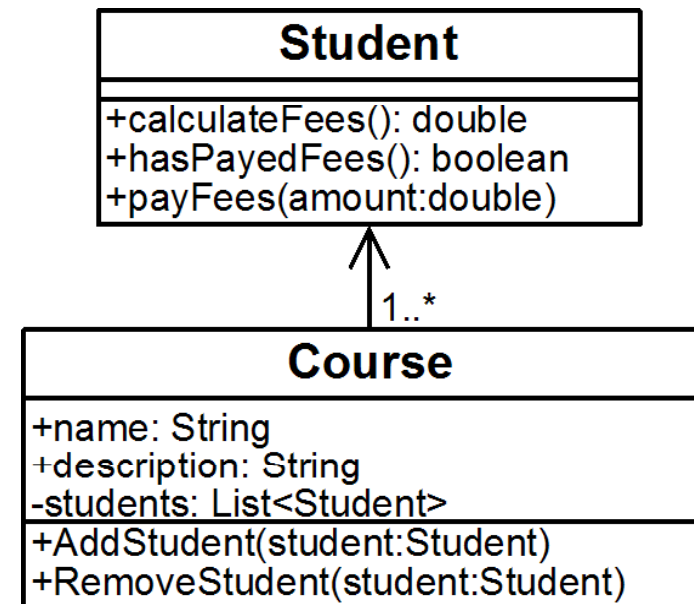 Student
+calculateFees(): double
+hasPayedFees(): boolean
+payFees(amount:double)
1..*
Course
+name: String
+description: String
-students: List<Student>
+AddStudent(student:Student)
+RemoveStudent(student:Student)